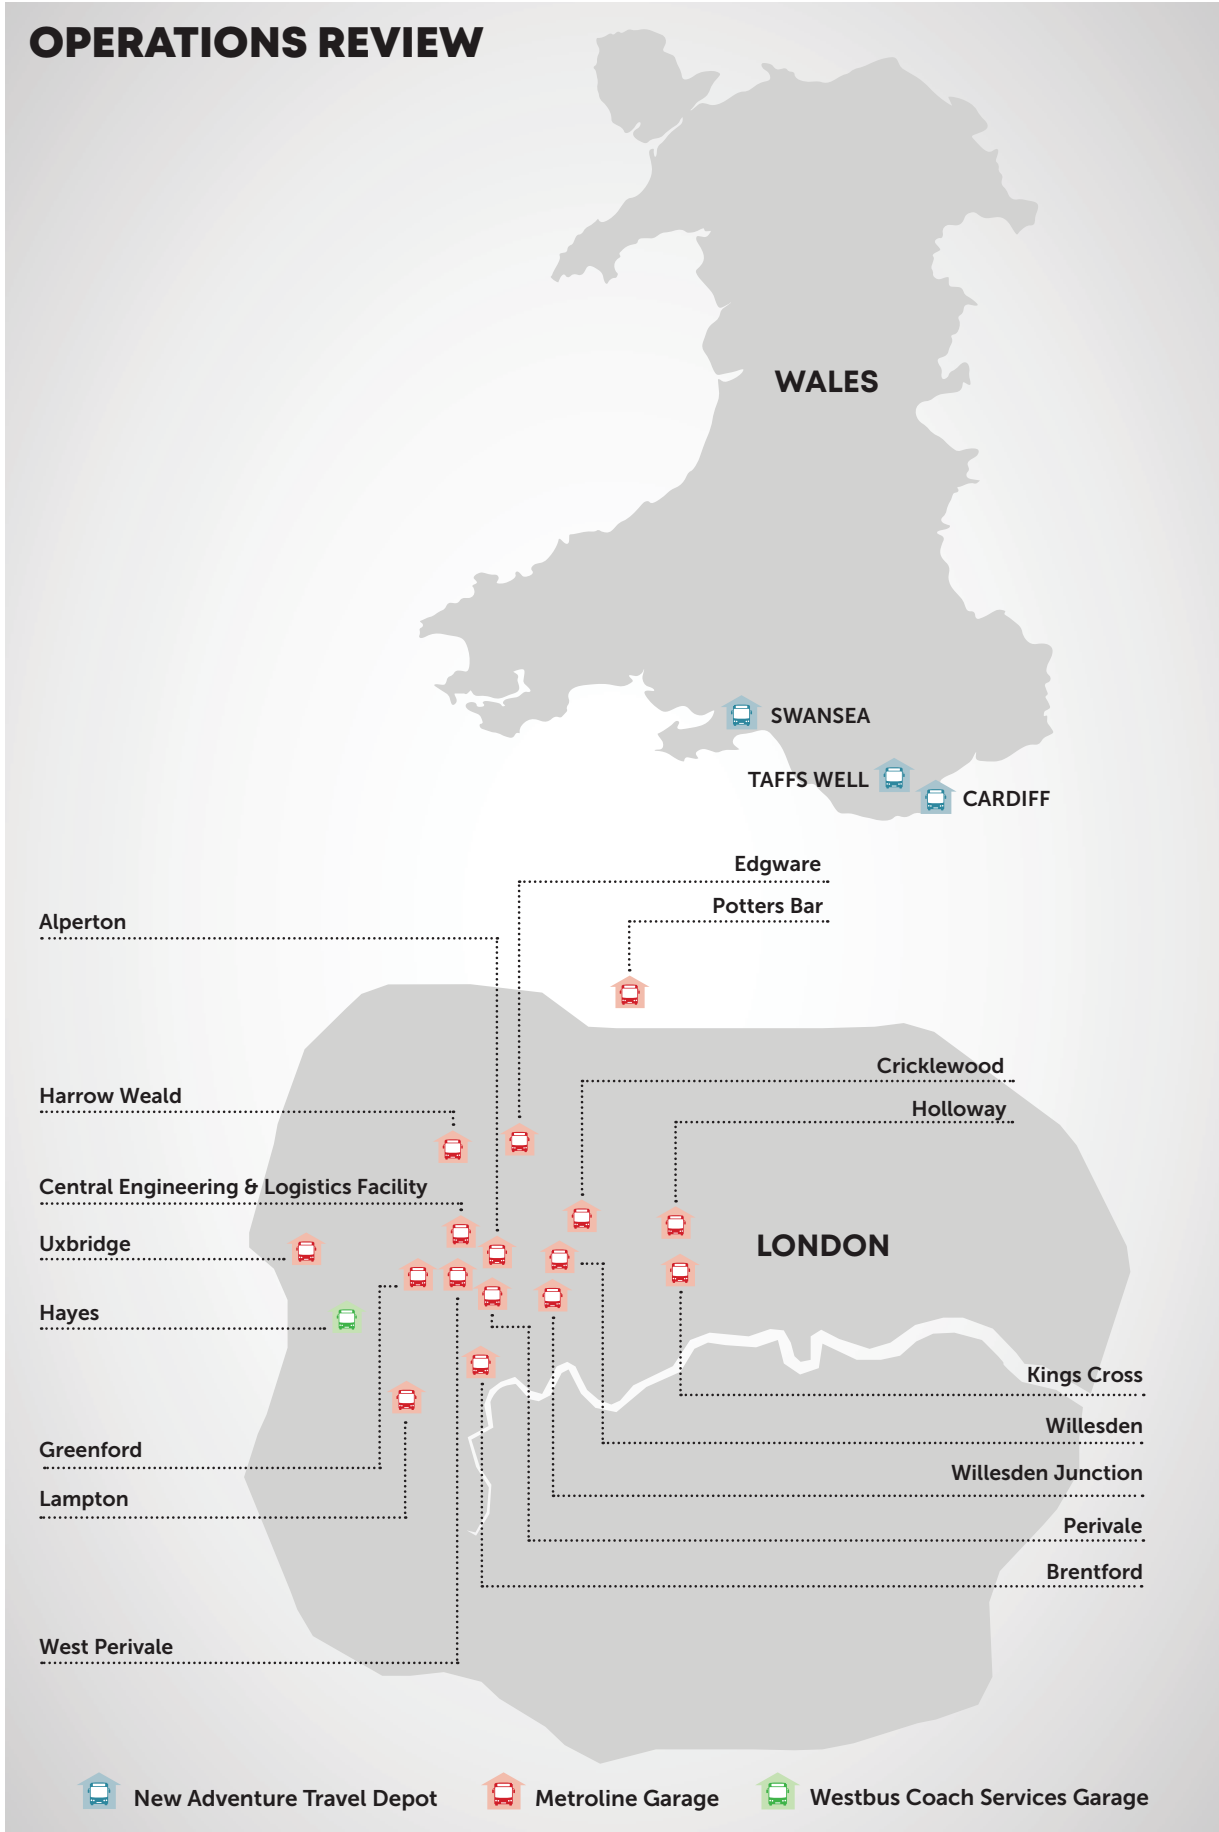 OPERATIONS REVIEW
WALES
SWANSEA
TAFFS WELL
CARDIFF
Edgware
Potters Bar
Alperton
Cricklewood
Harrow Weald
Holloway
Central Engineering & Logistics Facility
Uxbridge
LONDON
Hayes
Kings Cross
Willesden
Greenford
Willesden Junction
Lampton
Perivale
Brentford
West Perivale
New Adventure Travel Depot
Metroline Garage
Westbus Coach Services Garage